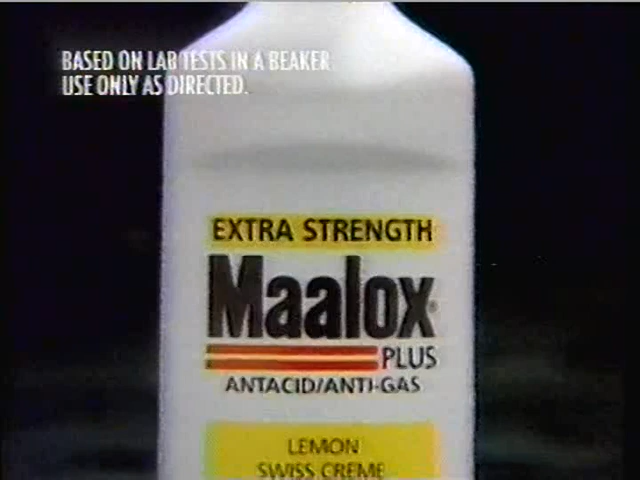 BASED ON LAB TESTS IN A BEAKER
USE ONLY AS DIRECTED.
EXTRA STRENGTH
Maalox®
PLUS
ANTACID/ANTI-GAS
LEMON
SWISS CREME